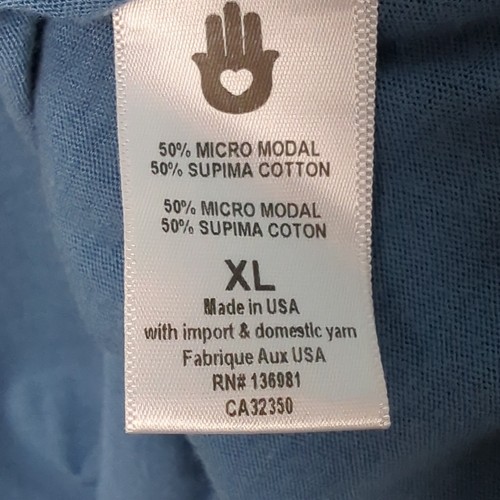 50% MICRO MODAL
50% SUPIMA COTTON
50% MICRO MODAL
50% SUPIMA COTON
XL
Made in USA
with import & domestic yarn
Fabrique Aux USA
RN# 136981
CA32350